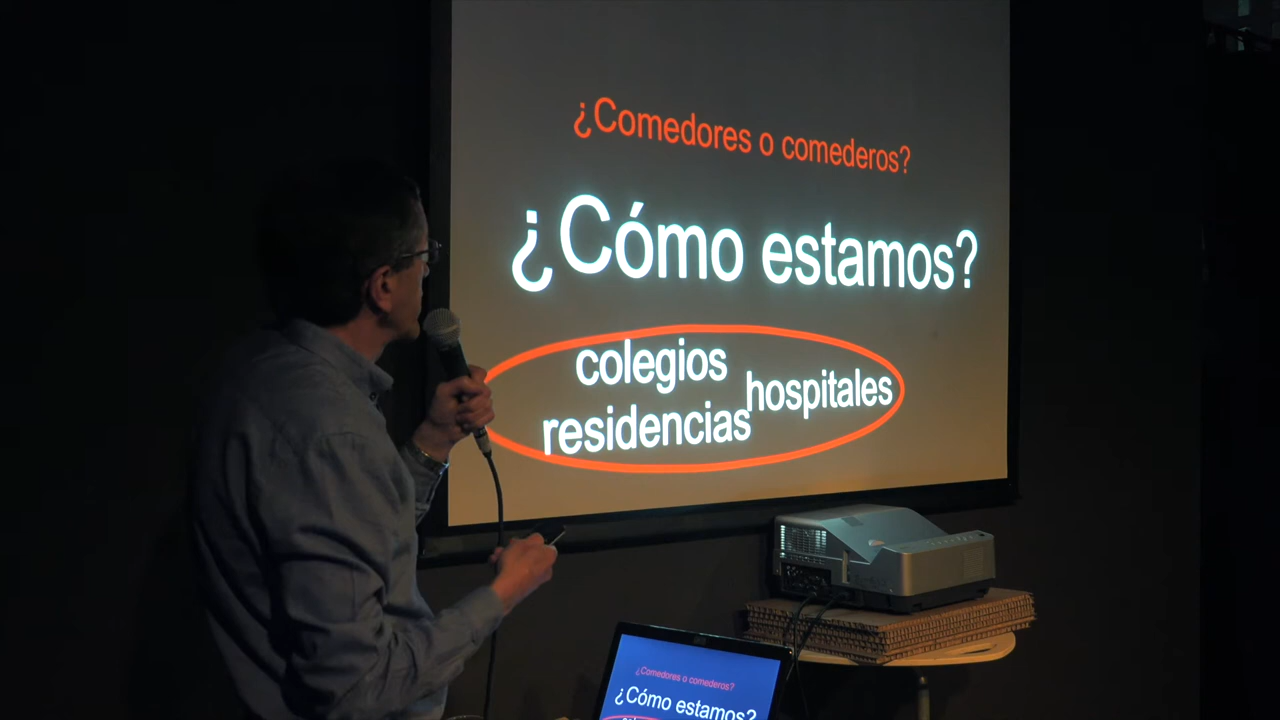 ¿Comedores o comederos?
¿Cómo estamos?
colegios
hospitales
residencias
¿Comedores o comederos?
¿Cómo estamos?